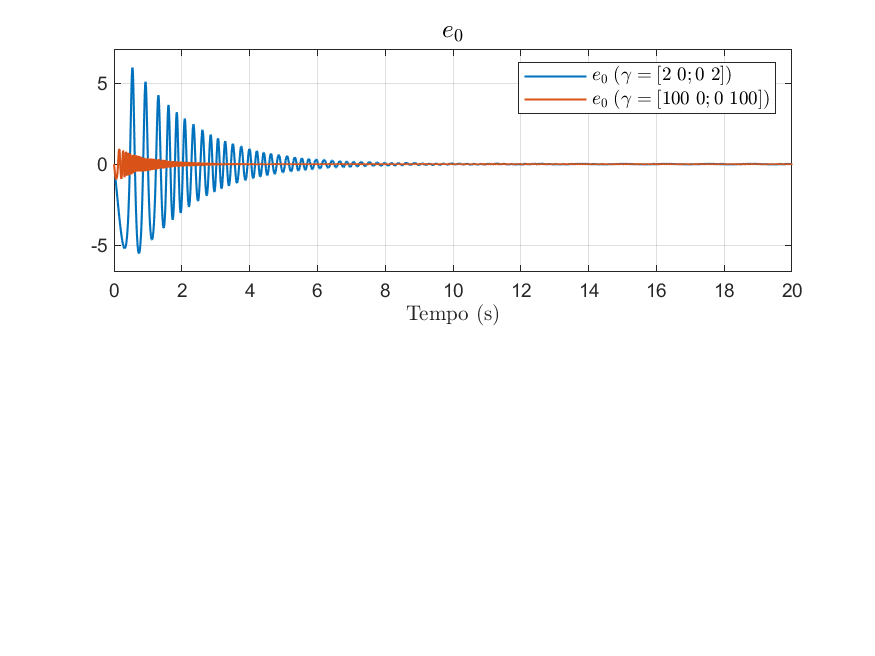 e₀
e₀ (γ = [2 0; 0 2])
e₀ (γ = [100 0; 0 100])
5
0
-5
0 2 4 6 8 10 12 14 16 18 20
Tempo (s)